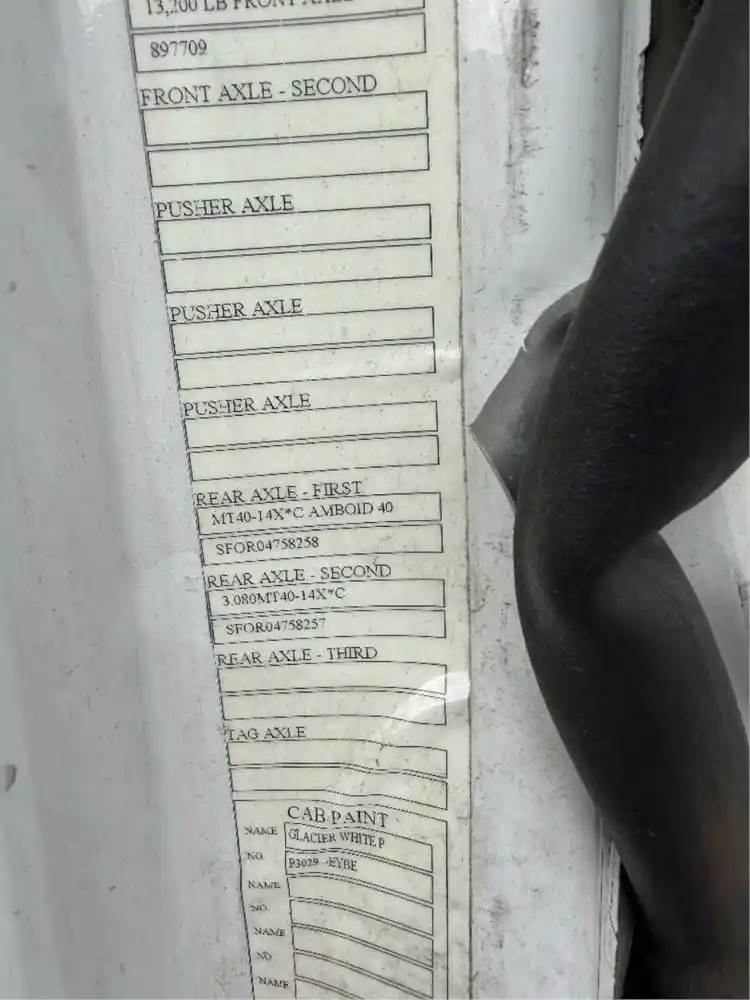 13,200 LB FRONT AXLE
897709
FRONT AXLE - SECOND
PUSHER AXLE
PUSHER AXLE
PUSHER AXLE
REAR AXLE - FIRST
MT40-14X*C AMBOID 40
SFOR04758258
REAR AXLE - SECOND
3.080MT40-14X*C
SFOR04758257
REAR AXLE - THIRD
TAG AXLE
CAB PAINT
NAME GLACIER WHITE P
NO. P3029 -EYBE
NAME
NO.
NAME
NO
NAME